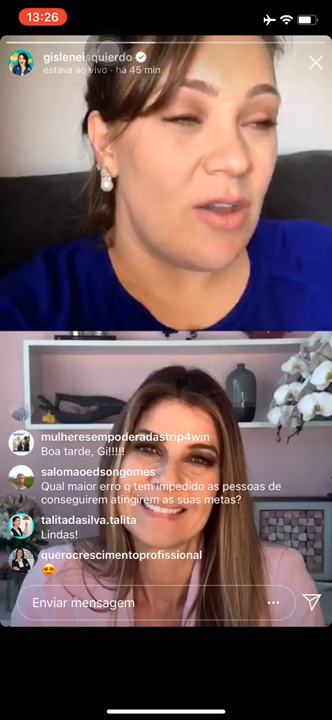 13:26
gisleneisquierdo
estava ao vivo · há 45 min
mulheresempoderadastrip4win
Boa tarde, Gi!!!!!
salomaoedsongomes
Qual maior erro q tem impedido as pessoas de
conseguirem atingirem as suas metas?
talitadasilva.talita
Lindas!
querocrescimentoprofissional
😍
Enviar mensagem